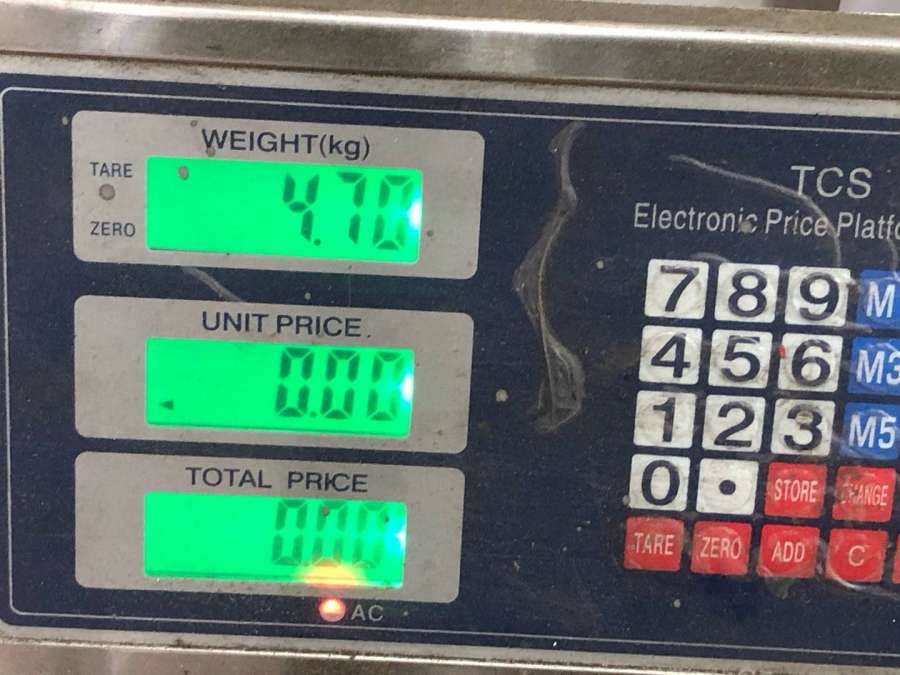 WEIGHT(kg)
TARE
4.70
ZERO
UNIT PRICE.
0.00
TOTAL PRICE
0.00
AC
TCS
Electronic Price
7 8 9 M
4 5 6 M3
1 2 3 M5
0 . STORE CHANGE
TARE ZERO ADD C